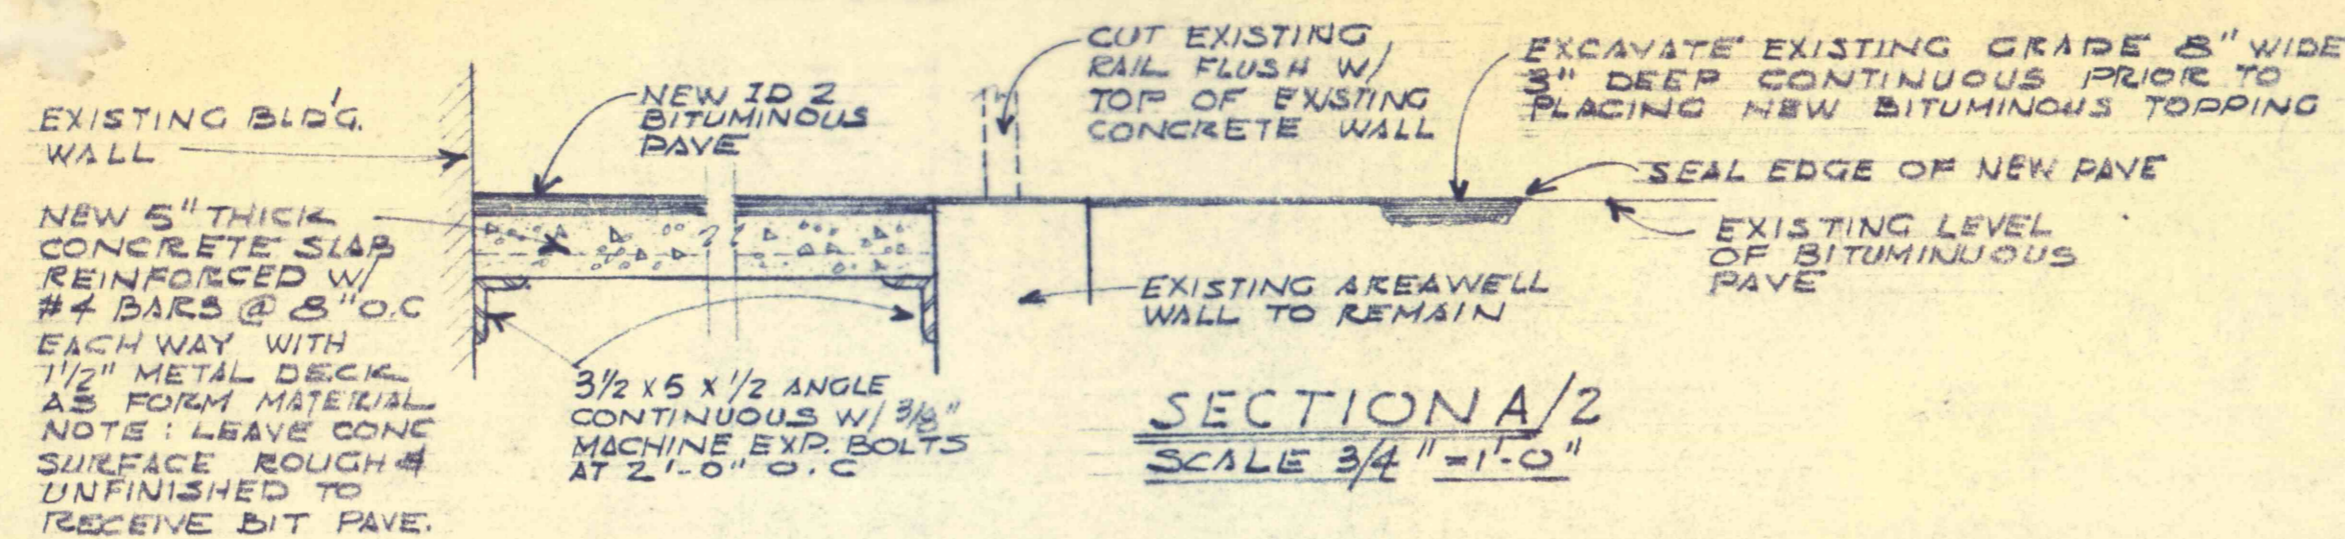 EXISTING BLD'G.
WALL
NEW 5" THICK
CONCRETE SLAB
REINFORCED W/
#4 BARS @ 8" O.C
EACH WAY WITH
1 1/2" METAL DECK
AS FORM MATERIAL
NOTE : LEAVE CONC
SURFACE ROUGH &
UNFINISHED TO
RECEIVE BIT PAVE.
NEW ID 2
BITUMINOUS
PAVE
CUT EXISTING
RAIL FLUSH W/
TOP OF EXISTING
CONCRETE WALL
EXCAVATE EXISTING GRADE 8" WIDE
3" DEEP CONTINUOUS PRIOR TO
PLACING NEW BITUMINOUS TOPPING
SEAL EDGE OF NEW PAVE
EXISTING LEVEL
OF BITUMINUOUS
PAVE
EXISTING AREAWELL
WALL TO REMAIN
3 1/2 X 5 X 1/2 ANGLE
CONTINUOUS W/
MACHINE EXP. BOLTS
AT 2'-0" O.C
SECTION A/2
SCALE 3/4" = 1'-0"